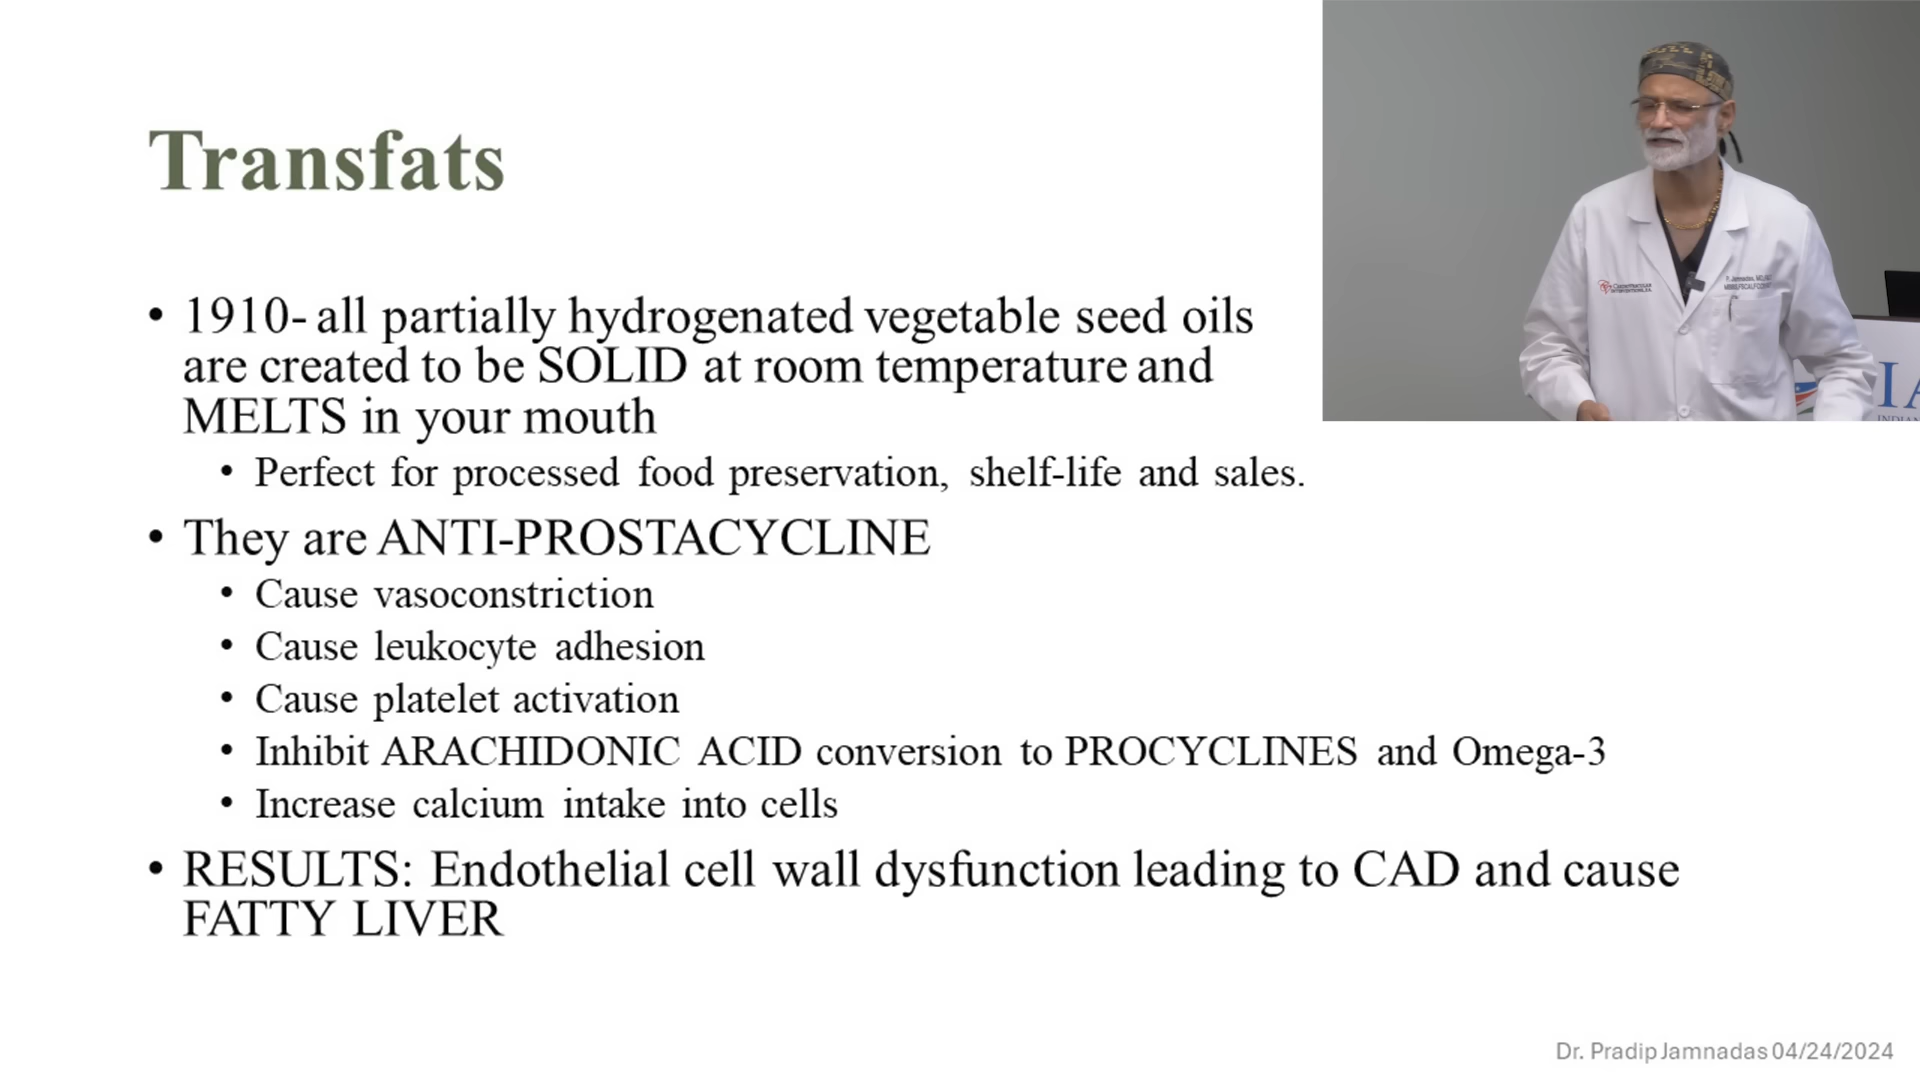 Transfats
• 1910- all partially hydrogenated vegetable seed oils
are created to be SOLID at room temperature and
MELTS in your mouth
• Perfect for processed food preservation, shelf-life and sales.
• They are ANTI-PROSTACYCLINE
• Cause vasoconstriction
• Cause leukocyte adhesion
• Cause platelet activation
• Inhibit ARACHIDONIC ACID conversion to PROCYCLINES and Omega-3
• Increase calcium intake into cells
• RESULTS: Endothelial cell wall dysfunction leading to CAD and cause
FATTY LIVER
Dr. Pradip Jamnadas 04/24/2024